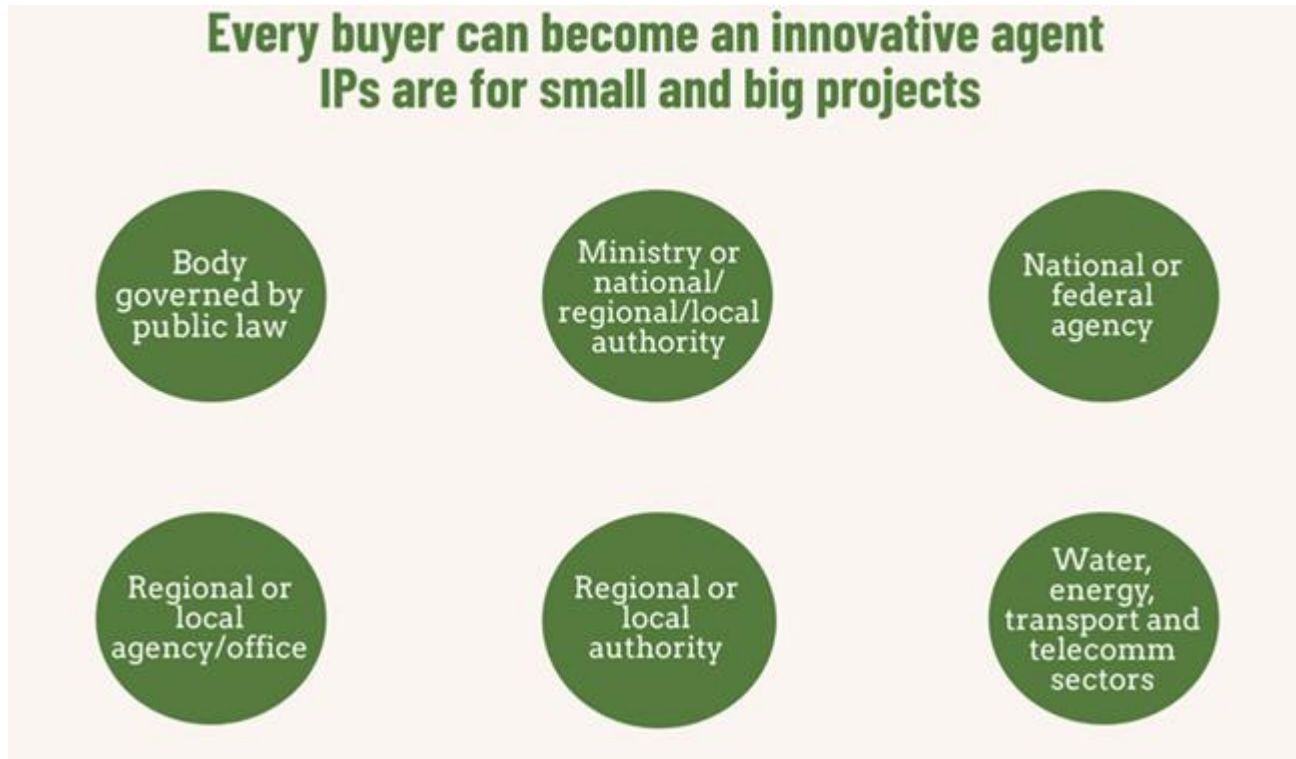 Every buyer can become an innovative agent
IPs are for small and big projects
Body
governed by
public law
Ministry or
national/
regional/local
authority
National or
federal
agency
Regional or
local
agency/office
Regional or
local
authority
Water,
energy,
transport and
telecomm
sectors